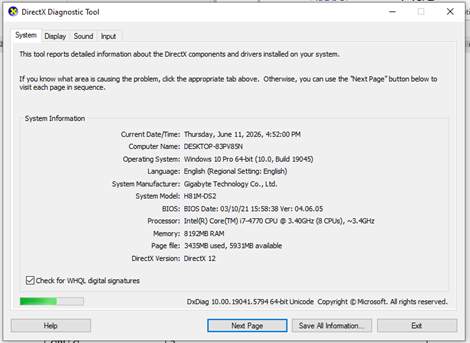 DirectX Diagnostic Tool
System Display Sound Input
This tool reports detailed information about the DirectX components and drivers installed on your system.
If you know what area is causing the problem, click the appropriate tab above. Otherwise, you can use the "Next Page" button below to
visit each page in sequence.
System Information
Current Date/Time: Thursday, June 11, 2026, 4:52:00 PM
Computer Name: DESKTOP-83PV85N
Operating System: Windows 10 Pro 64-bit (10.0, Build 19045)
Language: English (Regional Setting: English)
System Manufacturer: Gigabyte Technology Co., Ltd.
System Model: H81M-DS2
BIOS: BIOS Date: 03/10/21 15:58:38 Ver: 04.06.05
Processor: Intel(R) Core(TM) i7-4770 CPU @ 3.40GHz (8 CPUs), ~3.4GHz
Memory: 8192MB RAM
Page file: 3435MB used, 5931MB available
DirectX Version: DirectX 12
Check for WHQL digital signatures
DxDiag 10.00.19041.5794 64-bit Unicode Copyright © Microsoft. All rights reserved.
Help Next Page Save All Information... Exit